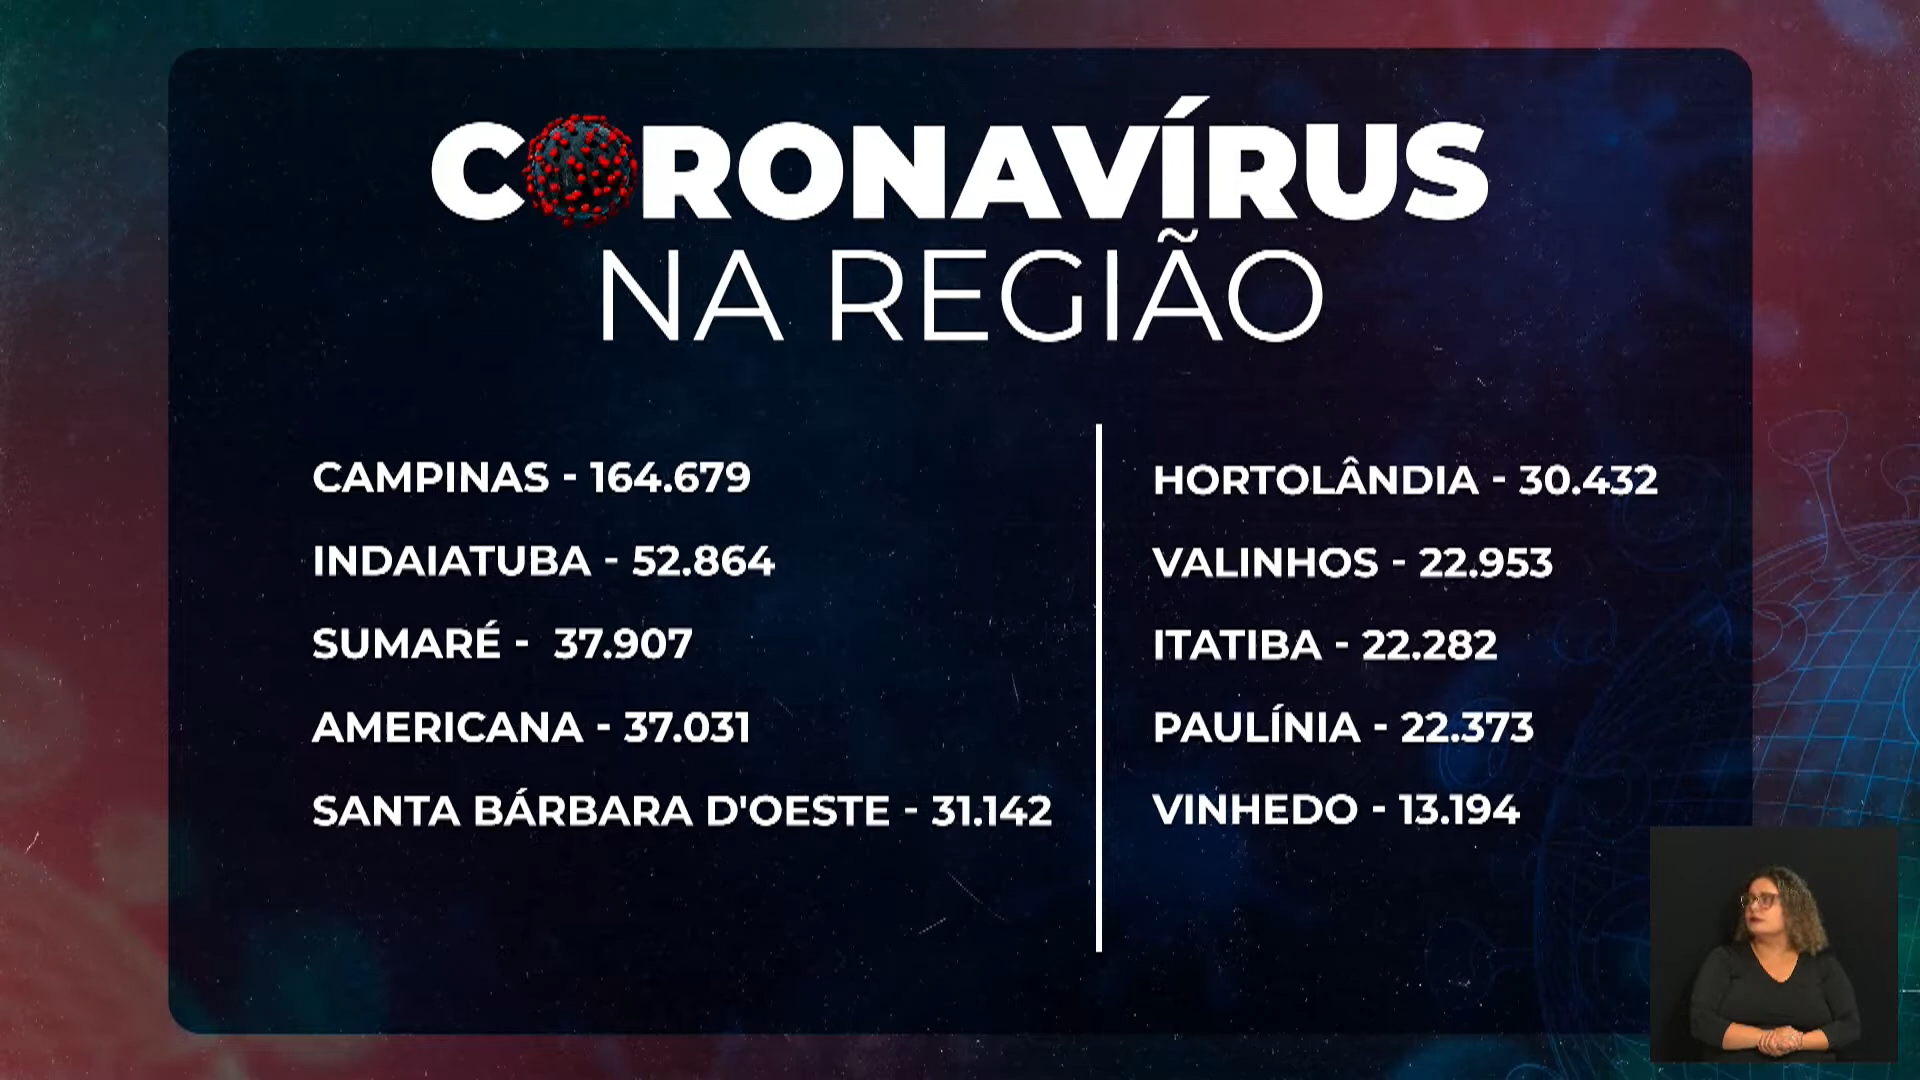 CORONAVÍRUS
NA REGIÃO
CAMPINAS - 164.679
INDAIATUBA - 52.864
SUMARÉ - 37.907
AMERICANA - 37.031
SANTA BÁRBARA D'OESTE - 31.142
HORTOLÂNDIA - 30.432
VALINHOS - 22.953
ITATIBA - 22.282
PAULÍNIA - 22.373
VINHEDO - 13.194